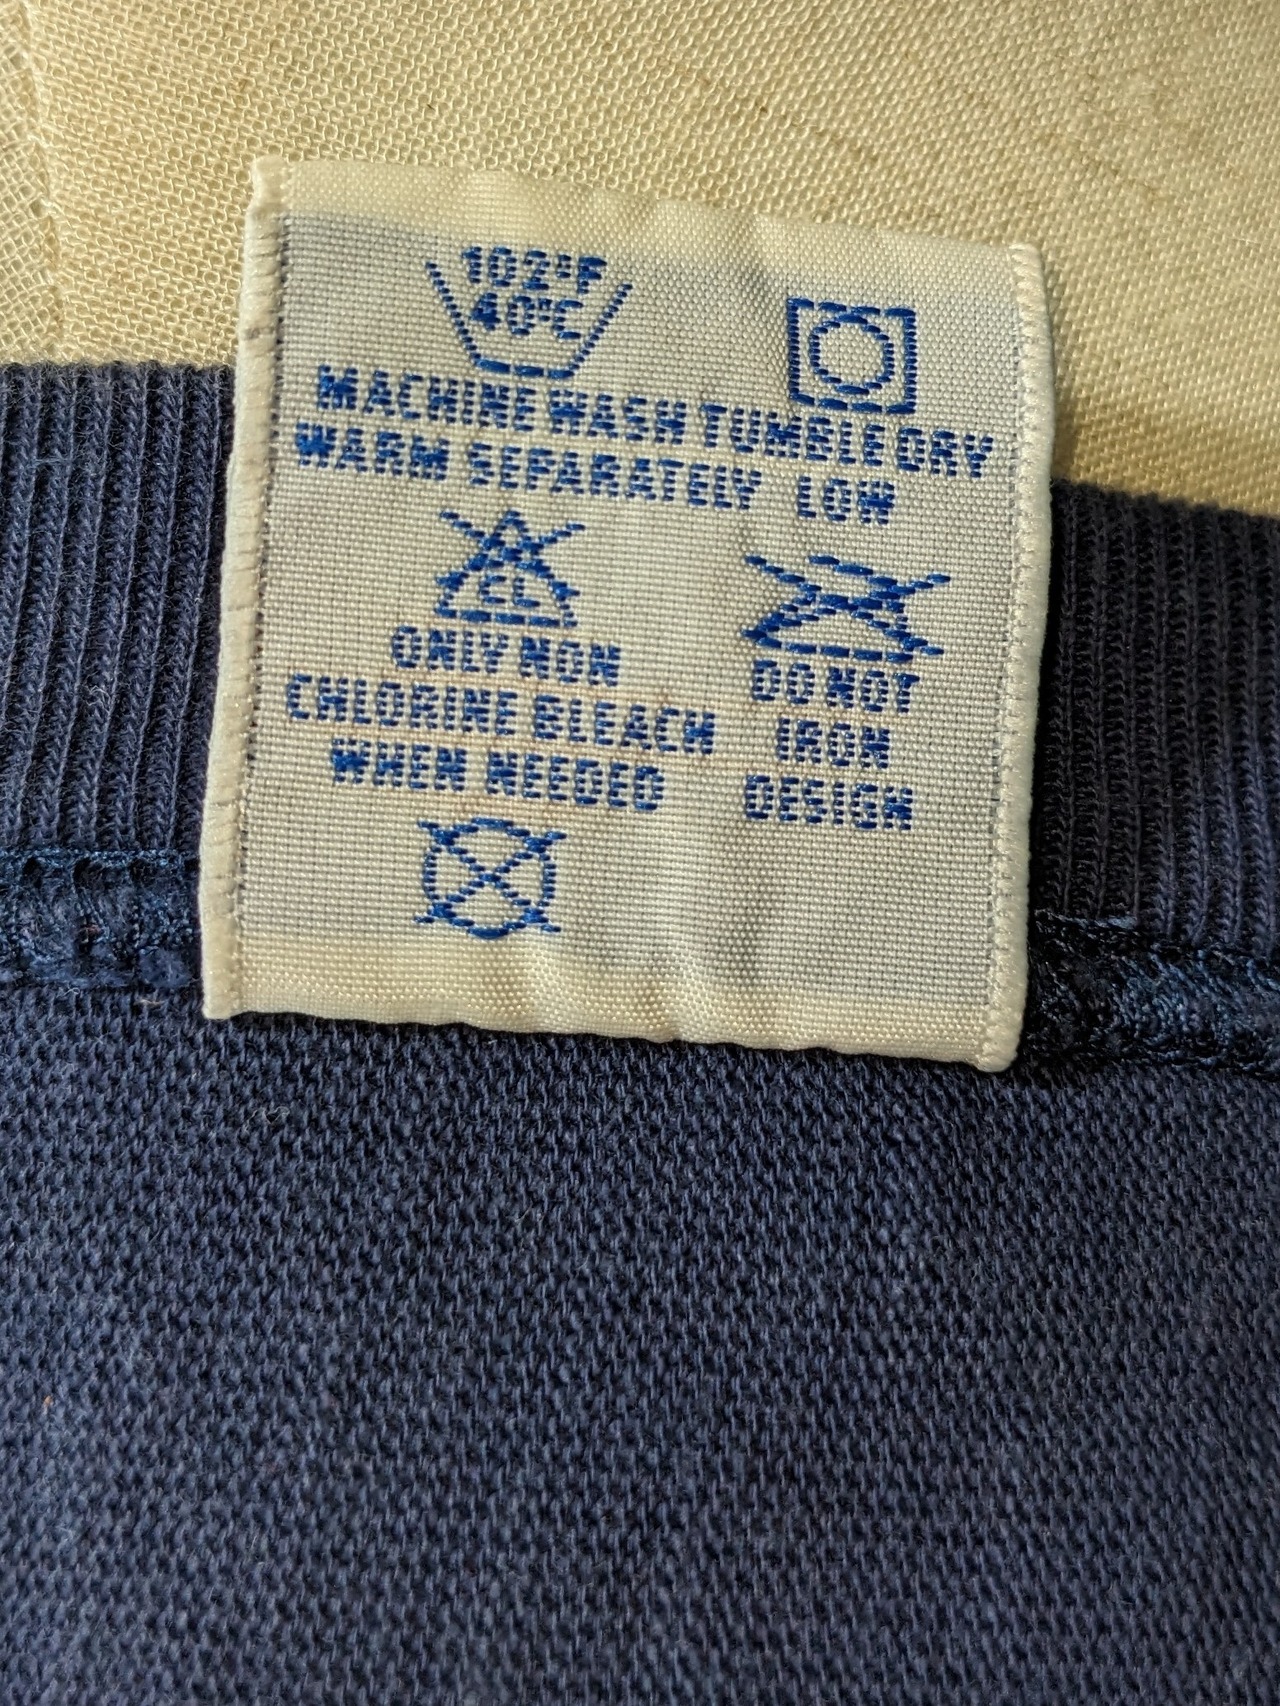 102°F
40°C
MACHINE WASH
WARM SEPARATELY
TUMBLE DRY
LOW
CL
ONLY NON
CHLORINE BLEACH
WHEN NEEDED
DO NOT
IRON
DESIGN